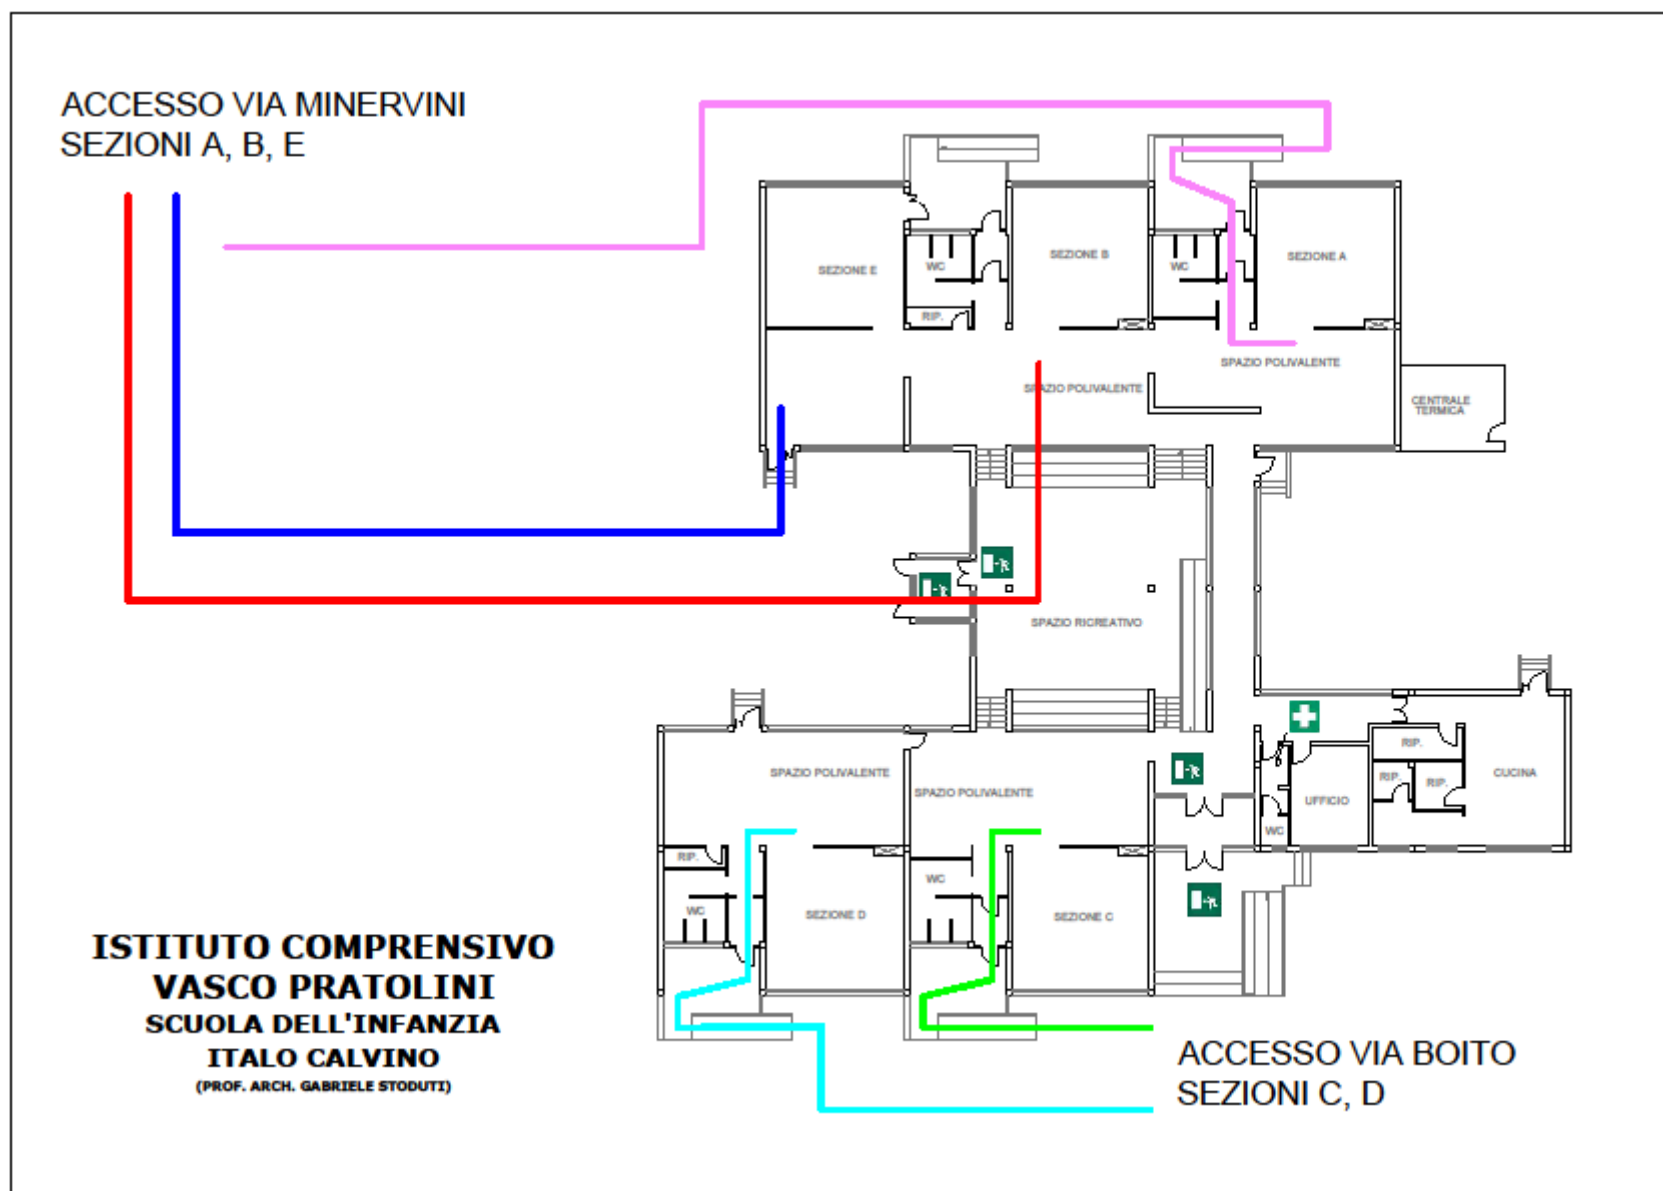 ACCESSO VIA MINERVINI
SEZIONI A, B, E
SEZIONE E
WC
RIP.
SEZIONE B
WC
SEZIONE A
SPAZIO POLIVALENTE
SPAZIO POLIVALENTE
CENTRALE
TERMICA
SPAZIO RICREATIVO
SPAZIO POLIVALENTE
SPAZIO POLIVALENTE
RIP.
RIP.
RIP.
CUCINA
UFFICIO
WC
RIP.
WC
SEZIONE D
WC
SEZIONE C
ISTITUTO COMPRENSIVO
VASCO PRATOLINI
SCUOLA DELL'INFANZIA
ITALO CALVINO
(PROF. ARCH. GABRIELE STODUTI)
ACCESSO VIA BOITO
SEZIONI C, D